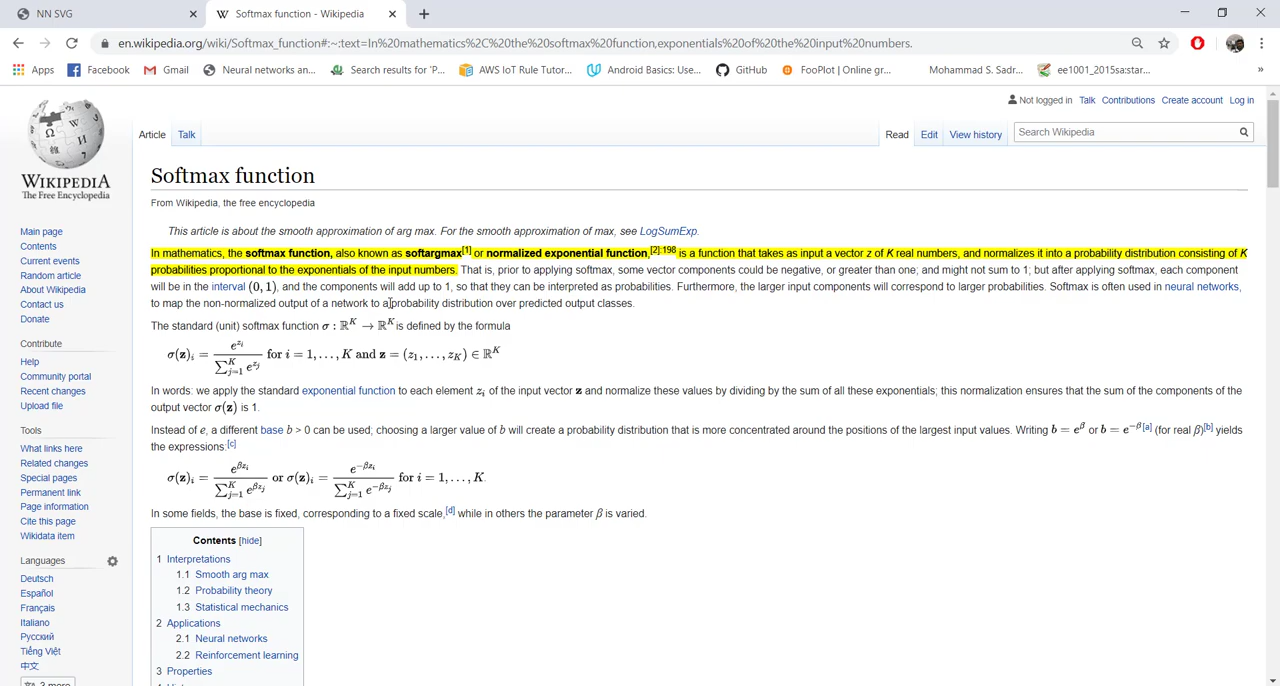 NN SVG
Softmax function - Wikipedia
en.wikipedia.org/wiki/Softmax_function#:~:text=In%20mathematics%2C%20the%20softmax%20function,exponentials%20of%20the%20input%20numbers.
Apps Facebook Gmail Neural networks an... Search results for 'P... AWS IoT Rule Tutor... Android Basics: Use... GitHub FooPlot | Online gr... Mohammad S. Sadr... ee1001_2015sa:star... »
Not logged in Talk Contributions Create account Log in
Article Talk Read Edit View history Search Wikipedia
WIKIPEDIA
The Free Encyclopedia
Main page
Contents
Current events
Random article
About Wikipedia
Contact us
Donate
Contribute
Help
Community portal
Recent changes
Upload file
Tools
What links here
Related changes
Special pages
Permanent link
Page information
Cite this page
Wikidata item
Languages
Deutsch
Español
Français
Italiano
Русский
Tiếng Việt
中文
Softmax function
From Wikipedia, the free encyclopedia
This article is about the smooth approximation of arg max. For the smooth approximation of max, see LogSumExp.
In mathematics, the softmax function, also known as softargmax[1] or normalized exponential function,[2]:198 is a function that takes as input a vector z of K real numbers, and normalizes it into a probability distribution consisting of K
probabilities proportional to the exponentials of the input numbers. That is, prior to applying softmax, some vector components could be negative, or greater than one; and might not sum to 1; but after applying softmax, each component
will be in the interval (0, 1), and the components will add up to 1, so that they can be interpreted as probabilities. Furthermore, the larger input components will correspond to larger probabilities. Softmax is often used in neural networks,
to map the non-normalized output of a network to a probability distribution over predicted output classes.
The standard (unit) softmax function σ : ℝ^K → ℝ^K is defined by the formula
σ(z)_i = e^{z_i} / ∑_{j=1}^K e^{z_j} for i = 1, . . . , K and z = (z_1, . . . , z_K) ∈ ℝ^K
In words: we apply the standard exponential function to each element z_i of the input vector z and normalize these values by dividing by the sum of all these exponentials; this normalization ensures that the sum of the components of the
output vector σ(z) is 1.
Instead of e, a different base b > 0 can be used; choosing a larger value of b will create a probability distribution that is more concentrated around the positions of the largest input values. Writing b = e^β or b = e^{−β}[a] (for real β)[b] yields
the expressions:[c]
σ(z)_i = e^{βz_i} / ∑_{j=1}^K e^{βz_j} or σ(z)_i = e^{−βz_i} / ∑_{j=1}^K e^{−βz_j} for i = 1, . . . , K.
In some fields, the base is fixed, corresponding to a fixed scale,[d] while in others the parameter β is varied.
Contents [hide]
1 Interpretations
1.1 Smooth arg max
1.2 Probability theory
1.3 Statistical mechanics
2 Applications
2.1 Neural networks
2.2 Reinforcement learning
3 Properties